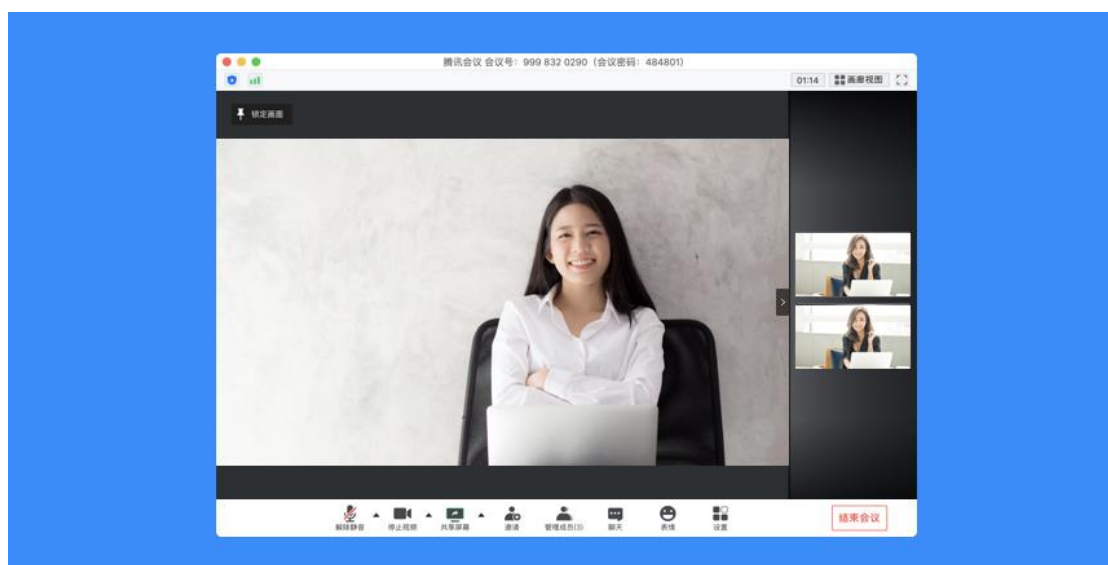 腾讯会议 会议号：999 832 0290（会议密码：484801）
01:14 画廊视图
锁定画面
解除静音 停止视频 共享屏幕 邀请 管理成员(3) 聊天 表情 设置 结束会议